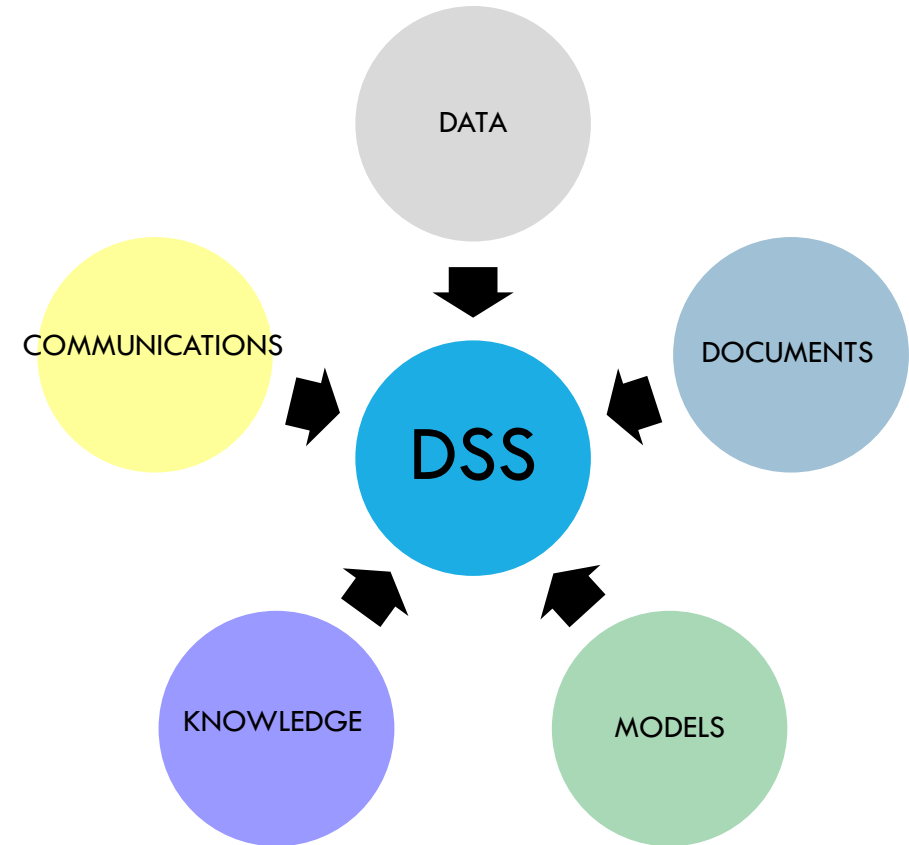 DATA
COMMUNICATIONS
DOCUMENTS
DSS
KNOWLEDGE
MODELS